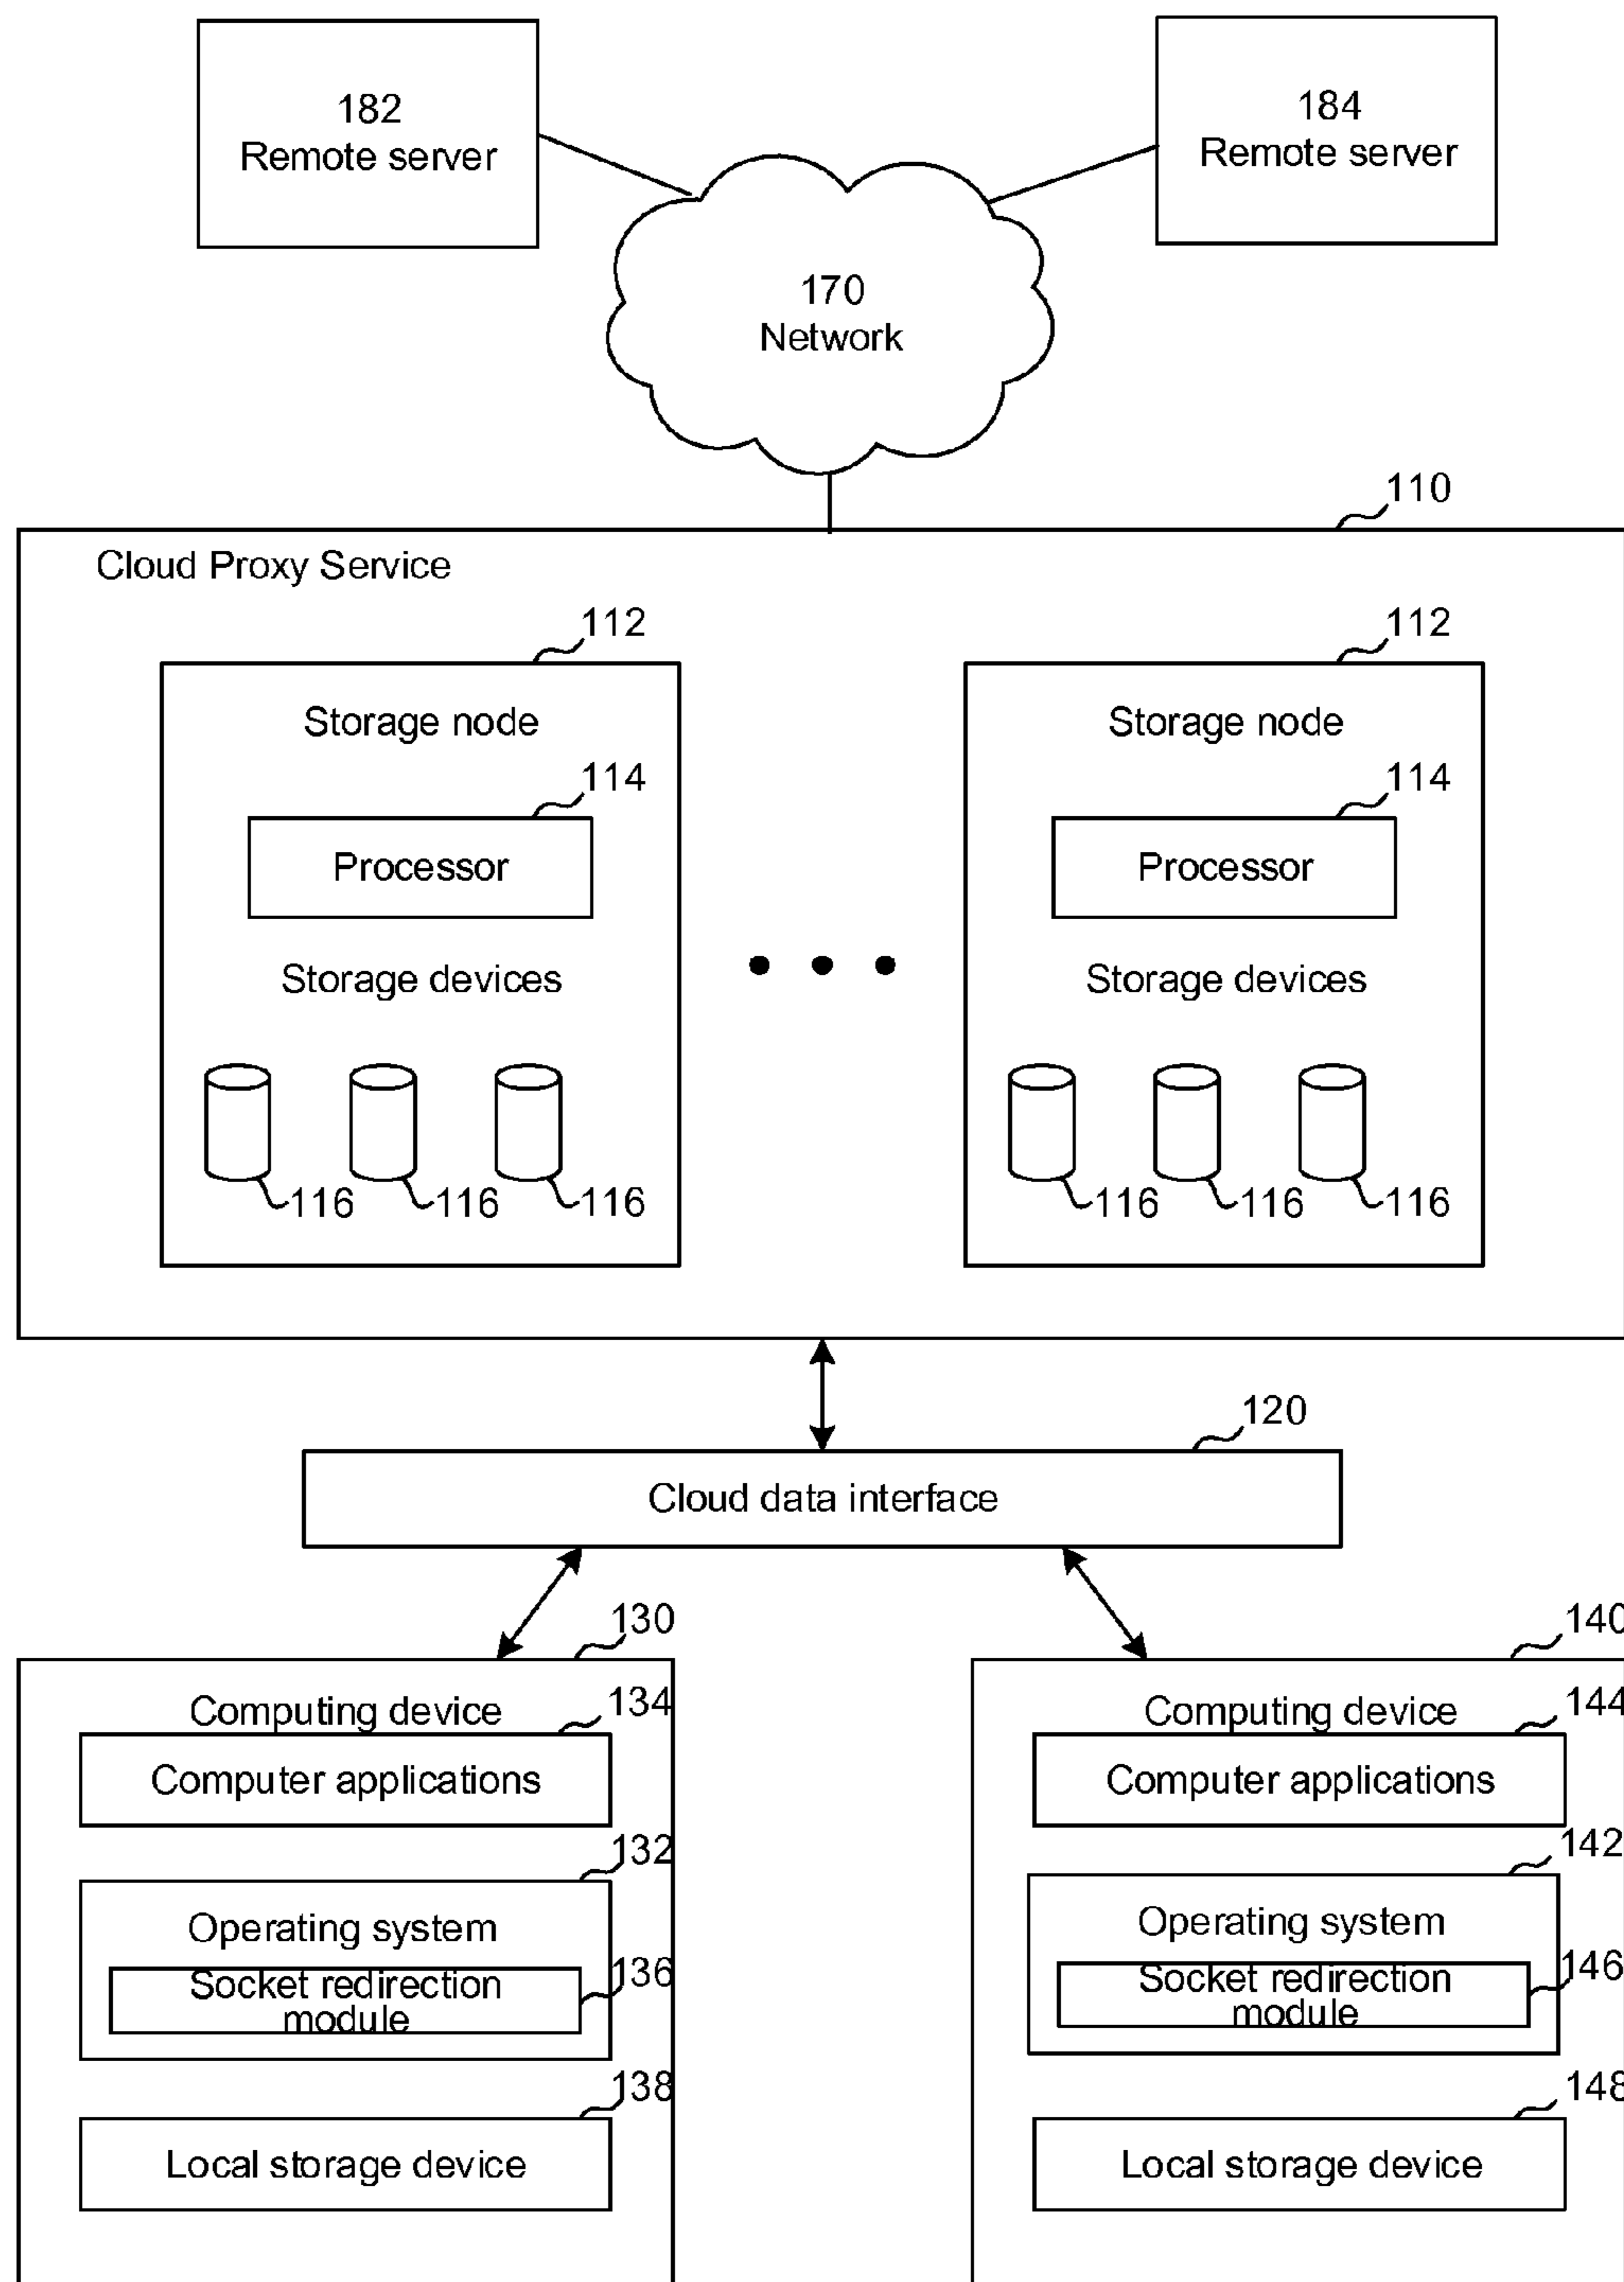 182
Remote server
184
Remote server
170
Network
110
Cloud Proxy Service
112
112
Storage node
Storage node
114
114
Processor
Processor
Storage devices
Storage devices
116
116
116
116
116
116
120
Cloud data interface
130
140
Computing device
134
Computing device
144
Computer applications
Computer applications
132
142
Operating system
Operating system
Socket redirection
module
136
Socket redirection
module
146
138
148
Local storage device
Local storage device